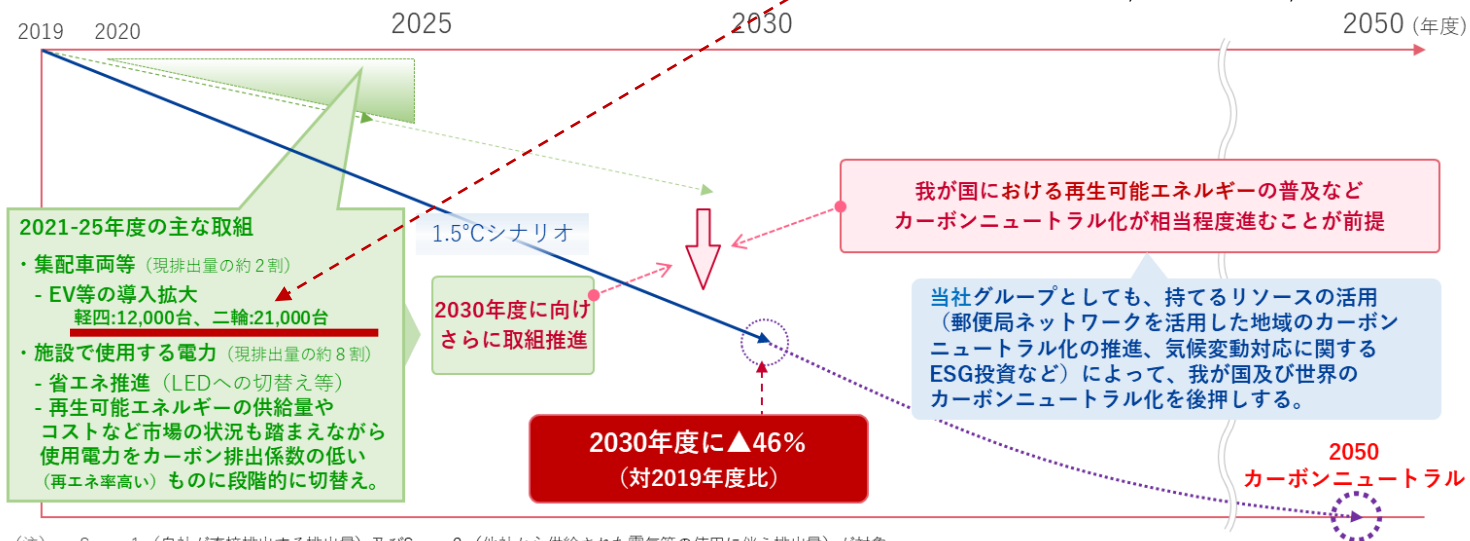 2019
2020
2025
2030
2050 (年度)
2021-25年度の主な取組
・集配車両等（現排出量の約２割）
- EV等の導入拡大
軽四:12,000台、二輪:21,000台
・施設で使用する電力（現排出量の約８割）
- 省エネ推進（LEDへの切替え等）
- 再生可能エネルギーの供給量や
コストなど市場の状況も踏まえながら
使用電力をカーボン排出係数の低い
（再エネ率高い）ものに段階的に切替え。
1.5℃シナリオ
2030年度に向け
さらに取組推進
我が国における再生可能エネルギーの普及など
カーボンニュートラル化が相当程度進むことが前提
当社グループとしても、持てるリソースの活用
（郵便局ネットワークを活用した地域のカーボン
ニュートラル化の推進、気候変動対応に関する
ESG投資など）によって、我が国及び世界の
カーボンニュートラル化を後押しする。
2030年度に▲46%
（対2019年度比）
2050
カーボンニュートラル